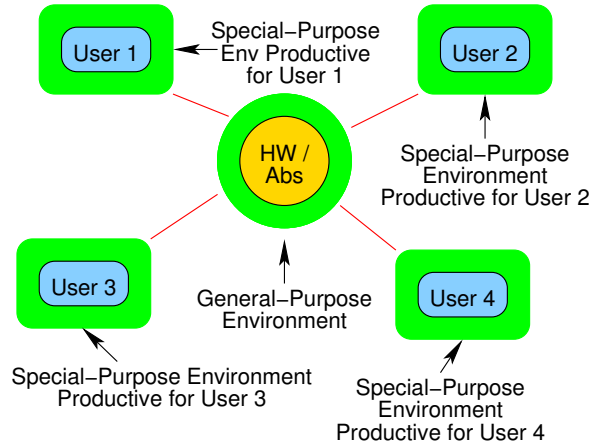 User 1
Special−Purpose
Env Productive
for User 1
User 2
HW /
Abs
Special−Purpose
Environment
Productive for User 2
User 3
General−Purpose
Environment
User 4
Special−Purpose Environment
Productive for User 3
Special−Purpose
Environment
Productive for User 4